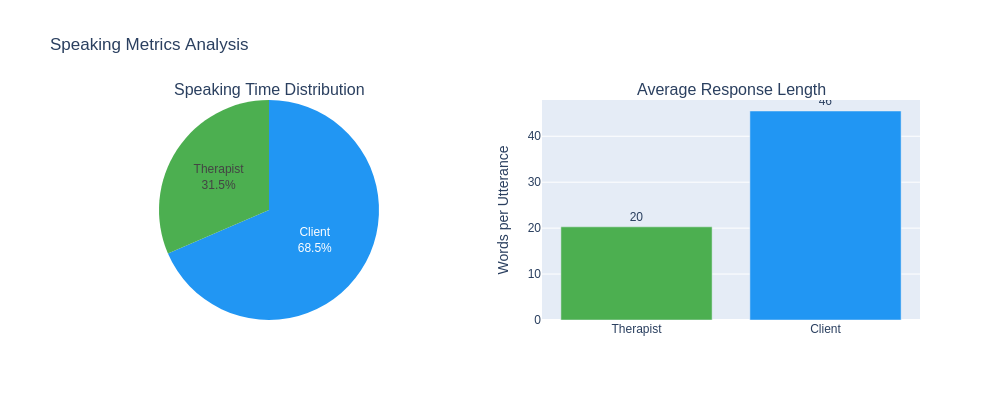 Speaking Metrics Analysis
Speaking Time Distribution
Therapist
31.5%
Client
68.5%
Average Response Length
Words per Utterance
46
40
30
20
10
0
20
Therapist
Client